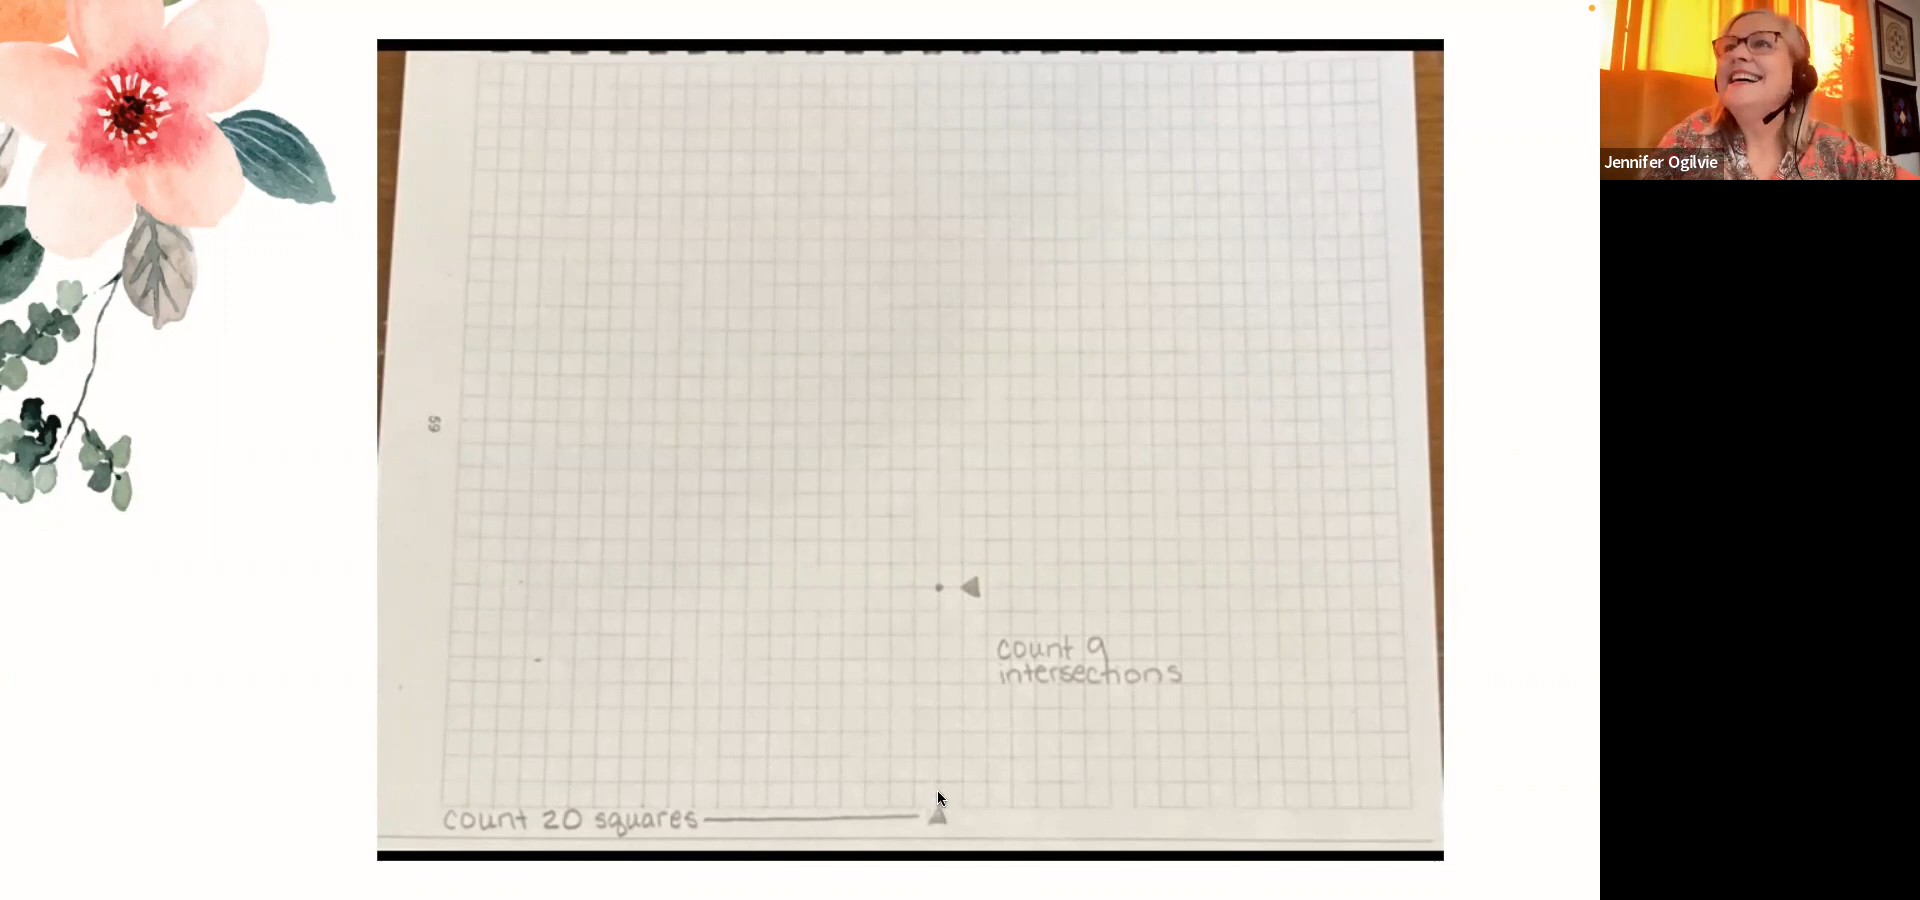 Jennifer Ogilvie
59
count 9
intersections
count 20 squares